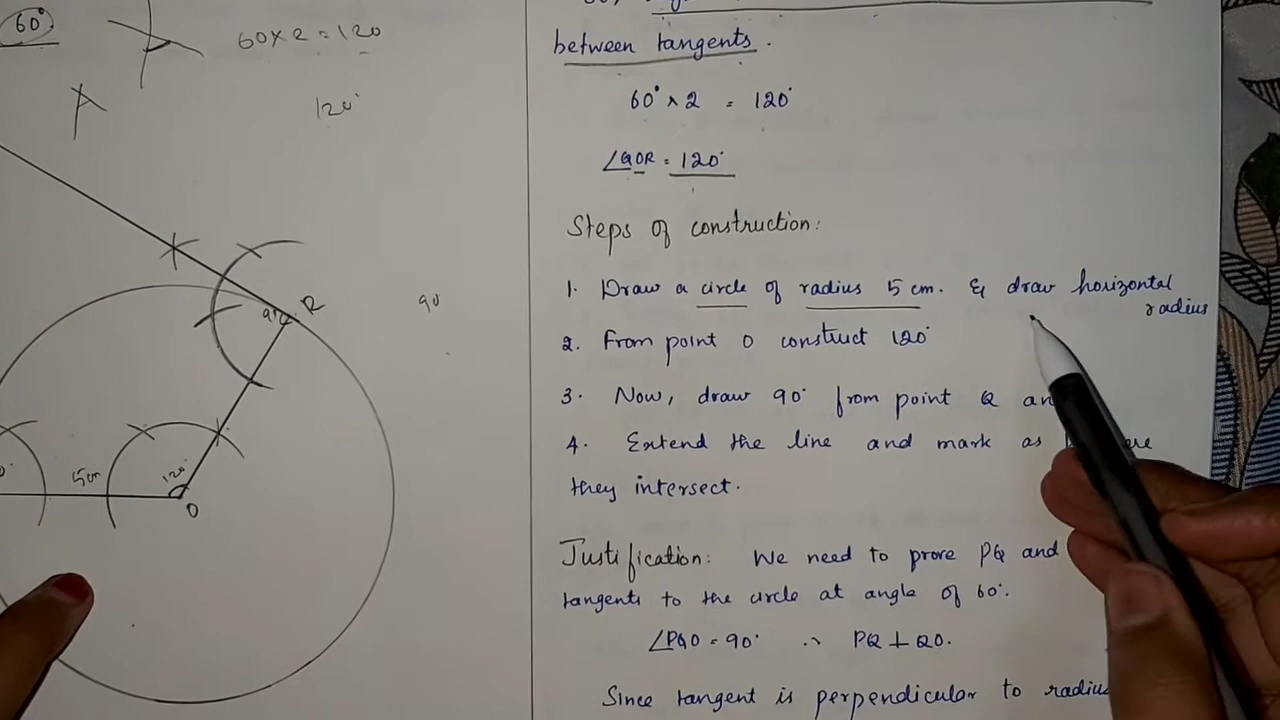 60°
60 x 2 = 120
120°
R
90
90
5cm
120°
O
between tangents.
60° x 2 = 120°
∠QOR = 120°
Steps of construction:
1. Draw a circle of radius 5 cm. & draw horizontal
radius
2. From point O construct 120°
3. Now, draw 90° from point Q an
4. Extend the line and mark as
they intersect.
Justification: We need to prove PQ and
tangents to the circle at angle of 60°.
∠PQO = 90° ∴ PQ ⊥ QO.
Since tangent is perpendicular to radius